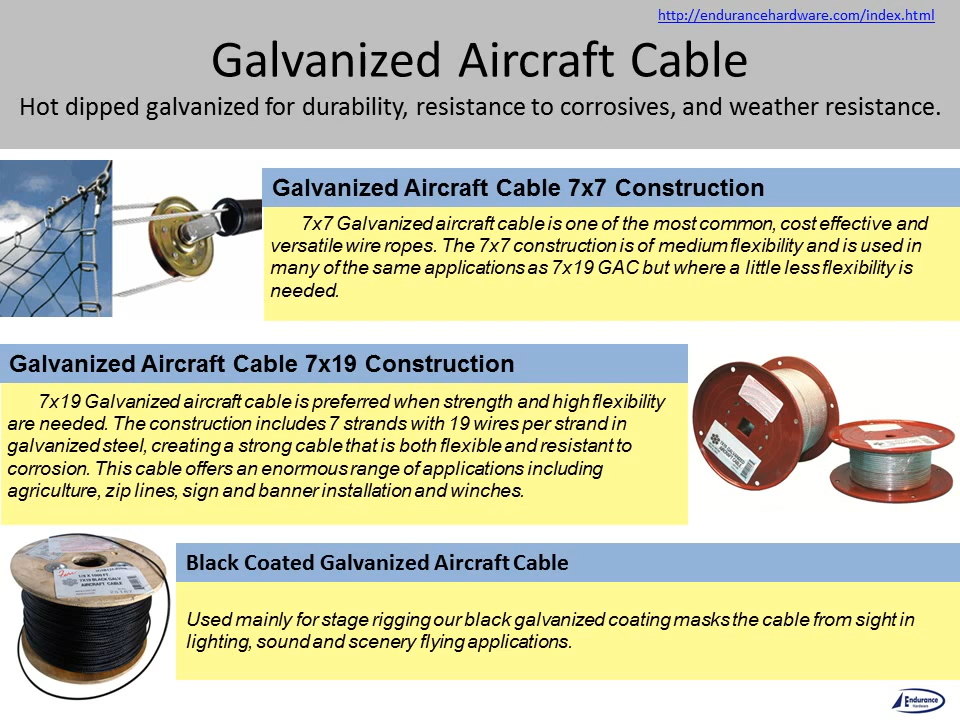 http://endurancehardware.com/index.html
Galvanized Aircraft Cable
Hot dipped galvanized for durability, resistance to corrosives, and weather resistance.
Galvanized Aircraft Cable 7x7 Construction
7x7 Galvanized aircraft cable is one of the most common, cost effective and
versatile wire ropes. The 7x7 construction is of medium flexibility and is used in
many of the same applications as 7x19 GAC but where a little less flexibility is
needed.
Galvanized Aircraft Cable 7x19 Construction
7x19 Galvanized aircraft cable is preferred when strength and high flexibility
are needed. The construction includes 7 strands with 19 wires per strand in
galvanized steel, creating a strong cable that is both flexible and resistant to
corrosion. This cable offers an enormous range of applications including
agriculture, zip lines, sign and banner installation and winches.
Black Coated Galvanized Aircraft Cable
Used mainly for stage rigging our black galvanized coating masks the cable from sight in
lighting, sound and scenery flying applications.
7X19 BLACK GALV
AIRCRAFT CABLE
Endurance
Hardware